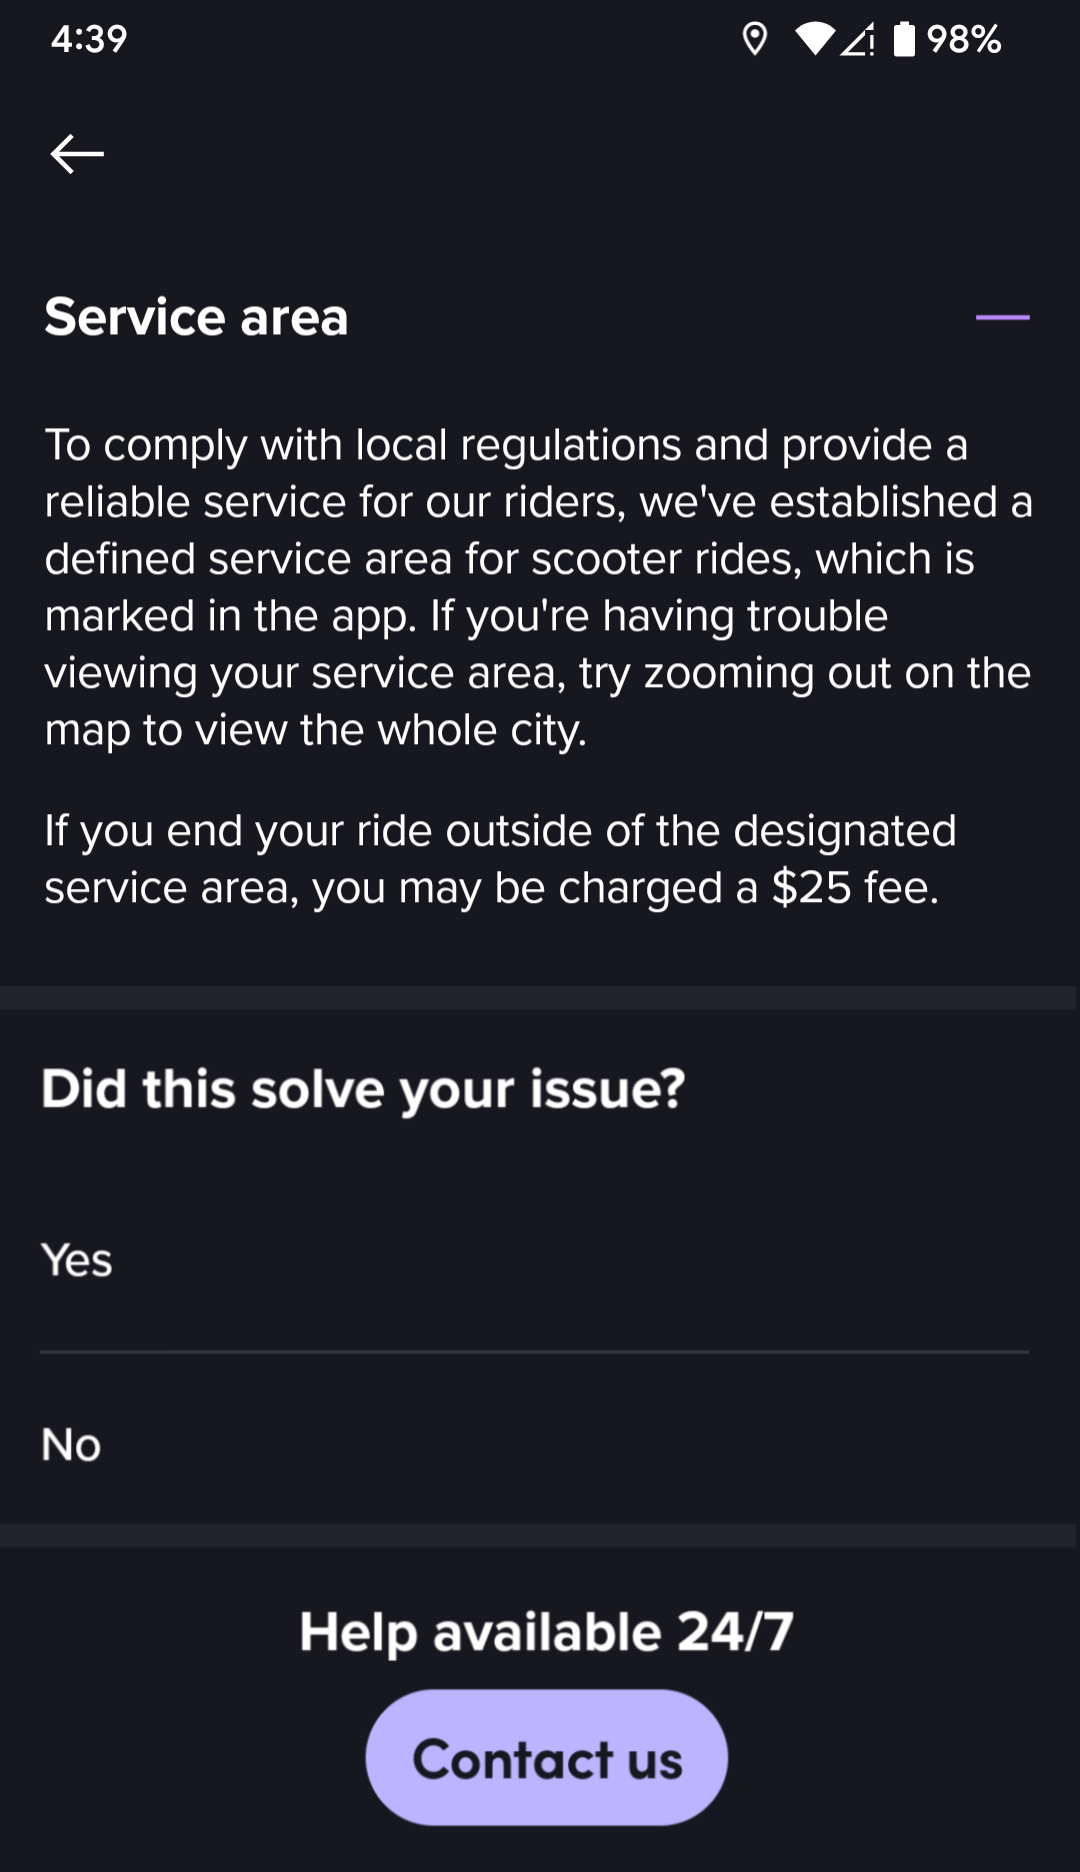 4:39
98%
Service area
To comply with local regulations and provide a
reliable service for our riders, we've established a
defined service area for scooter rides, which is
marked in the app. If you're having trouble
viewing your service area, try zooming out on the
map to view the whole city.
If you end your ride outside of the designated
service area, you may be charged a $25 fee.
Did this solve your issue?
Yes
No
Help available 24/7
Contact us